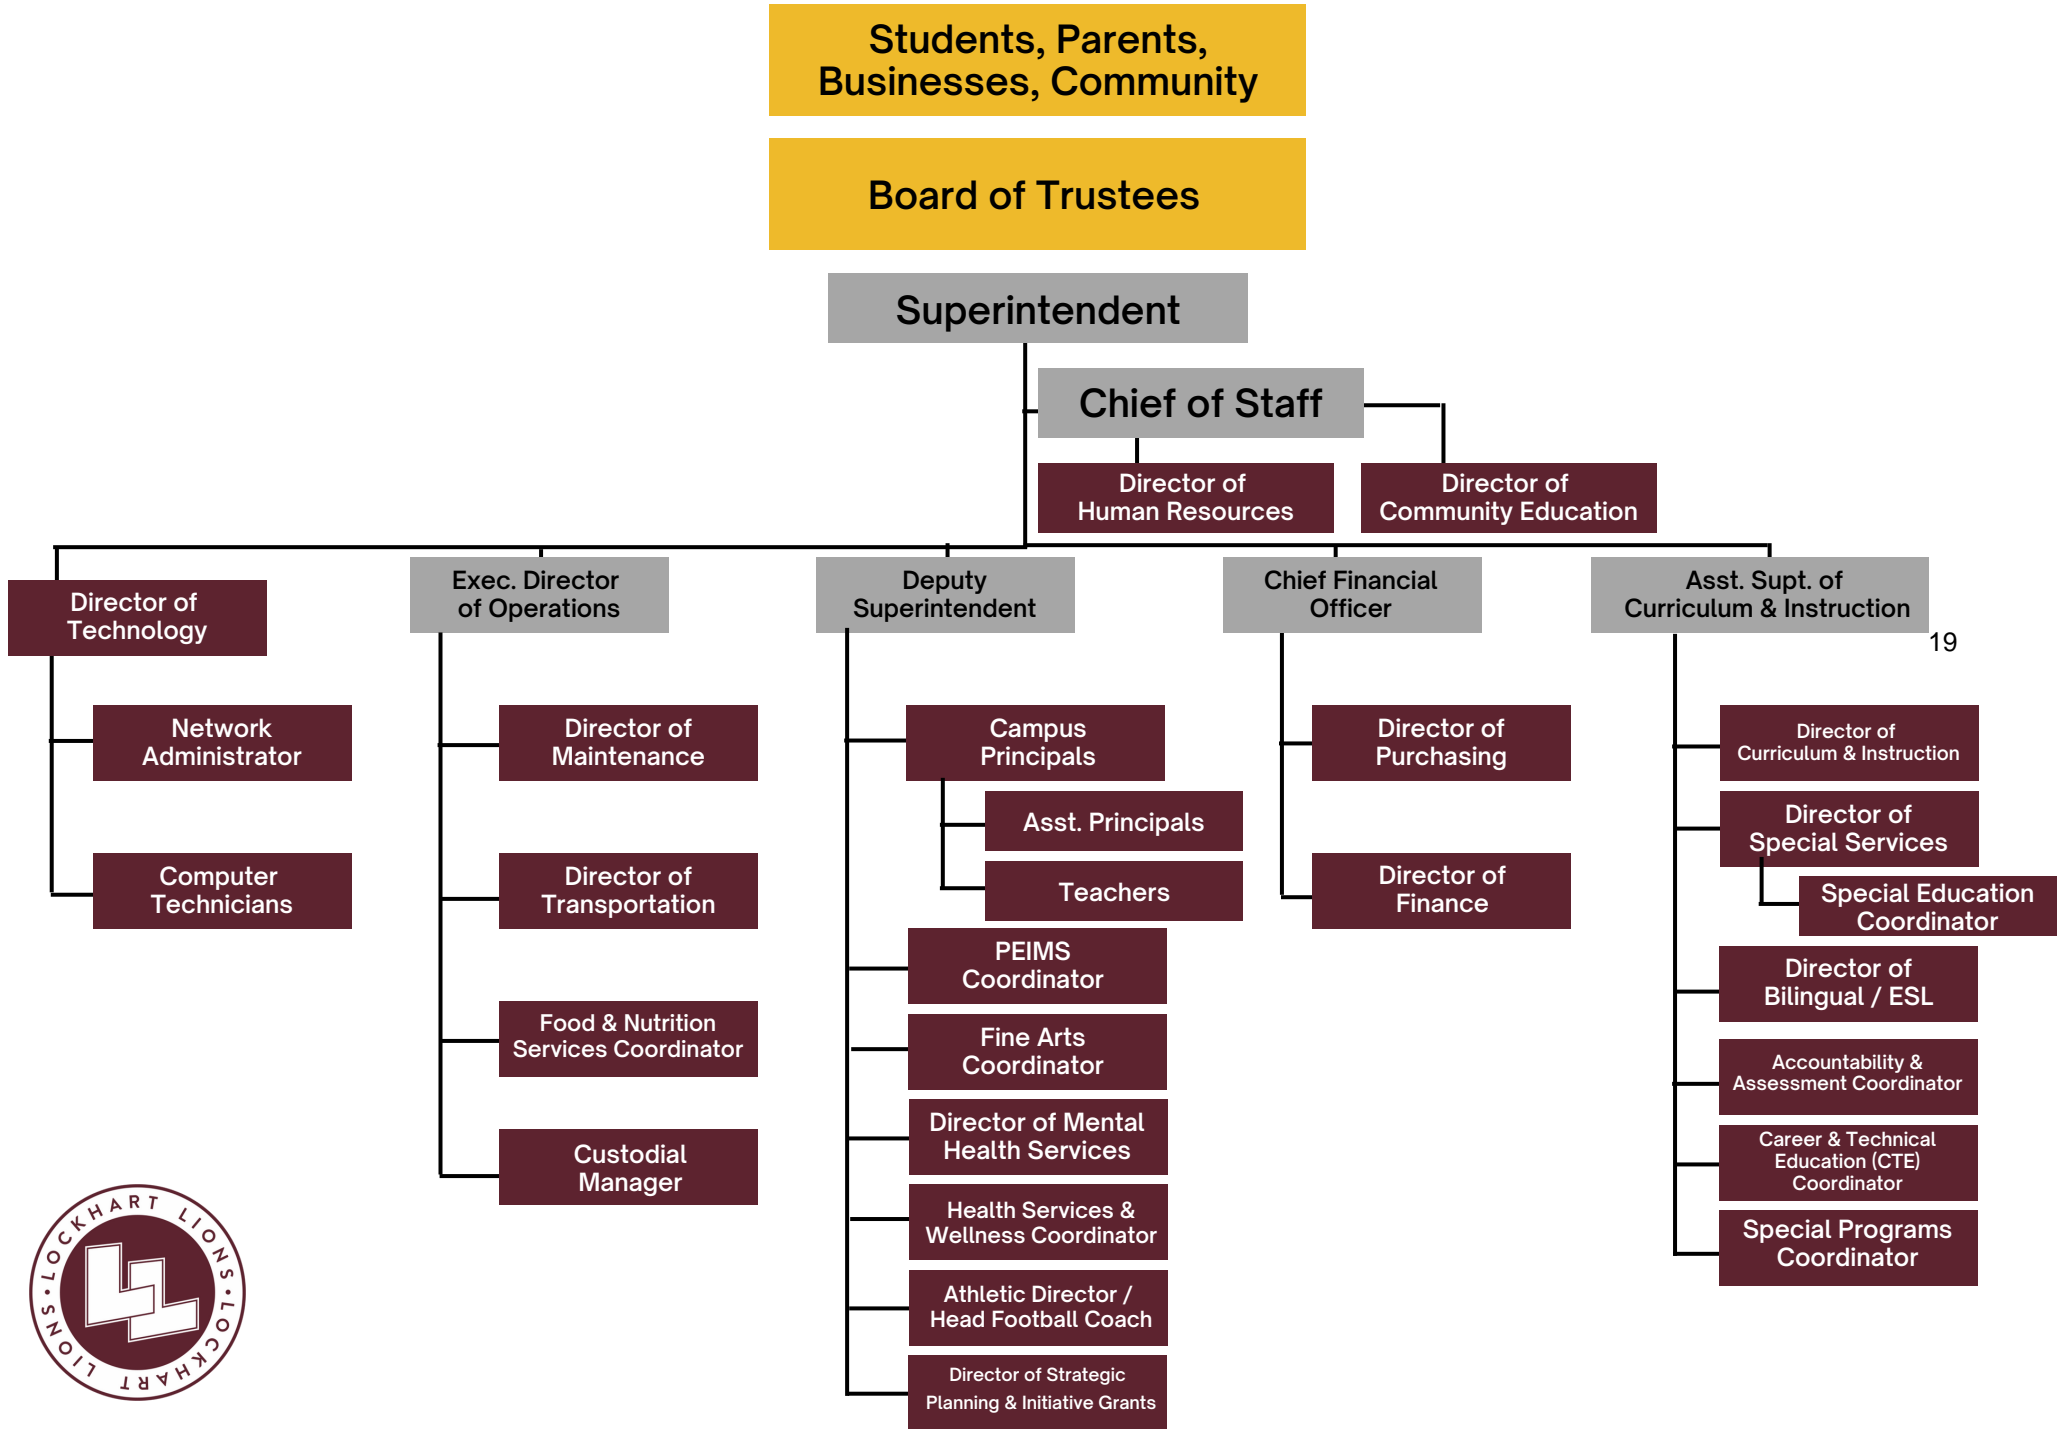 Students, Parents,
Businesses, Community
Board of Trustees
Superintendent
Chief of Staff
Director of
Human Resources
Director of
Community Education
Director of
Technology
Exec. Director
of Operations
Deputy
Superintendent
Chief Financial
Officer
Asst. Supt. of
Curriculum & Instruction
19
Network
Administrator
Computer
Technicians
Director of
Maintenance
Director of
Transportation
Food & Nutrition
Services Coordinator
Custodial
Manager
Campus
Principals
Asst. Principals
Teachers
PEIMS
Coordinator
Fine Arts
Coordinator
Director of Mental
Health Services
Health Services &
Wellness Coordinator
Athletic Director /
Head Football Coach
Director of Strategic
Planning & Initiative Grants
Director of
Purchasing
Director of
Finance
Director of
Curriculum & Instruction
Director of
Special Services
Special Education
Coordinator
Director of
Bilingual / ESL
Accountability &
Assessment Coordinator
Career & Technical
Education (CTE)
Coordinator
Special Programs
Coordinator
LOCKHART LIONS • LOCKHART LIONS •
LL